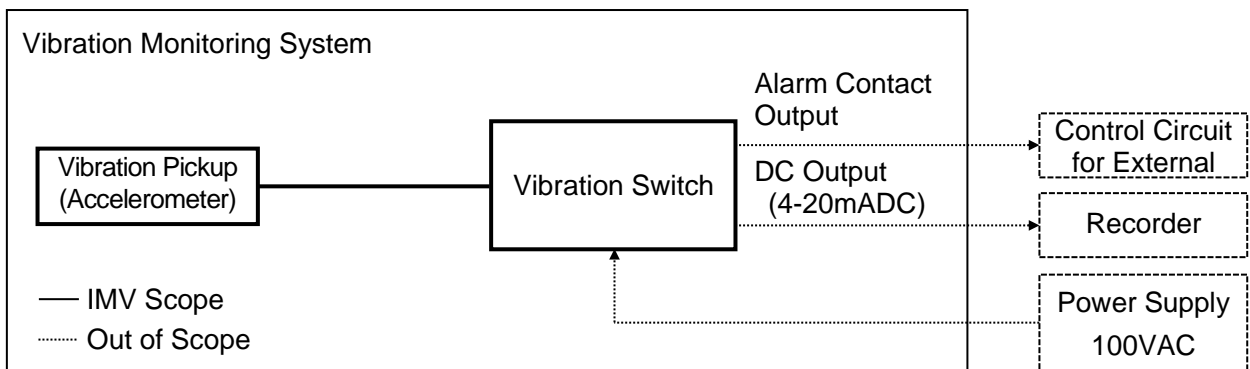 Vibration Monitoring System
Vibration Pickup
(Accelerometer)
Vibration Switch
Alarm Contact
Output
DC Output
(4-20mADC)
Control Circuit
for External
Recorder
Power Supply
100VAC
IMV Scope
Out of Scope